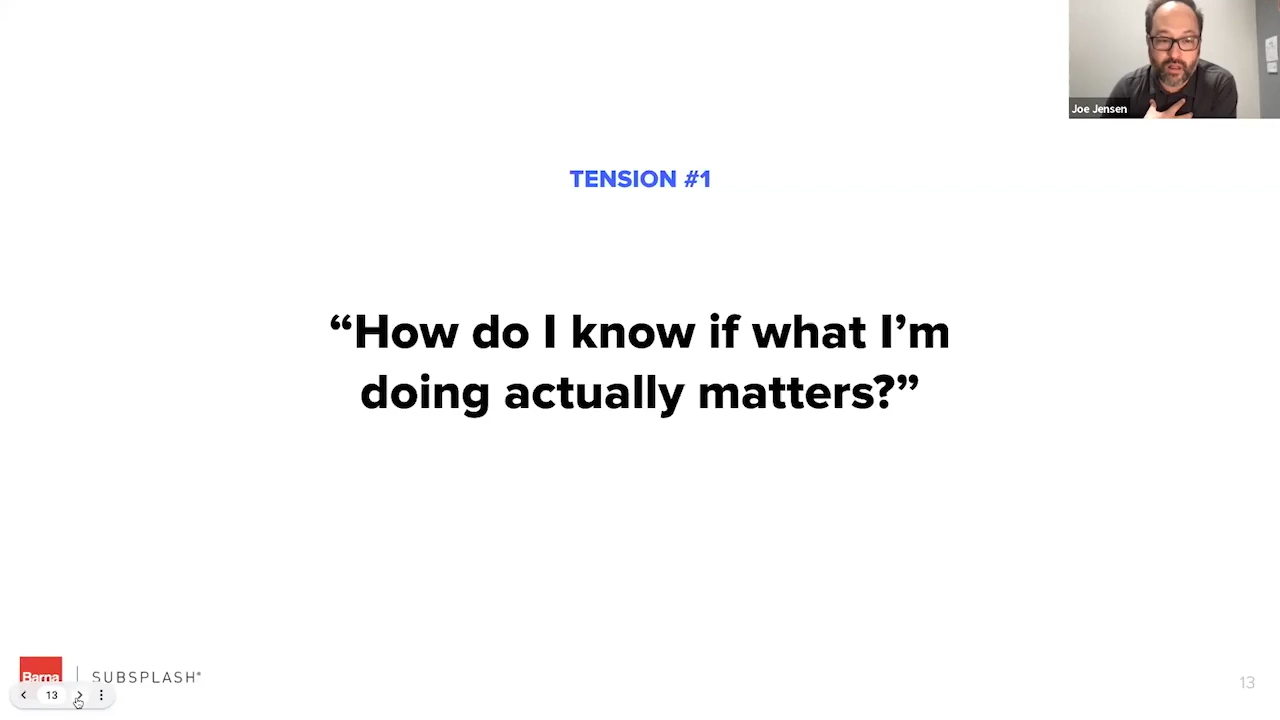 Joe Jensen
TENSION #1
“How do I know if what I’m
doing actually matters?”
Barna
SUBSPLASH®
13
13